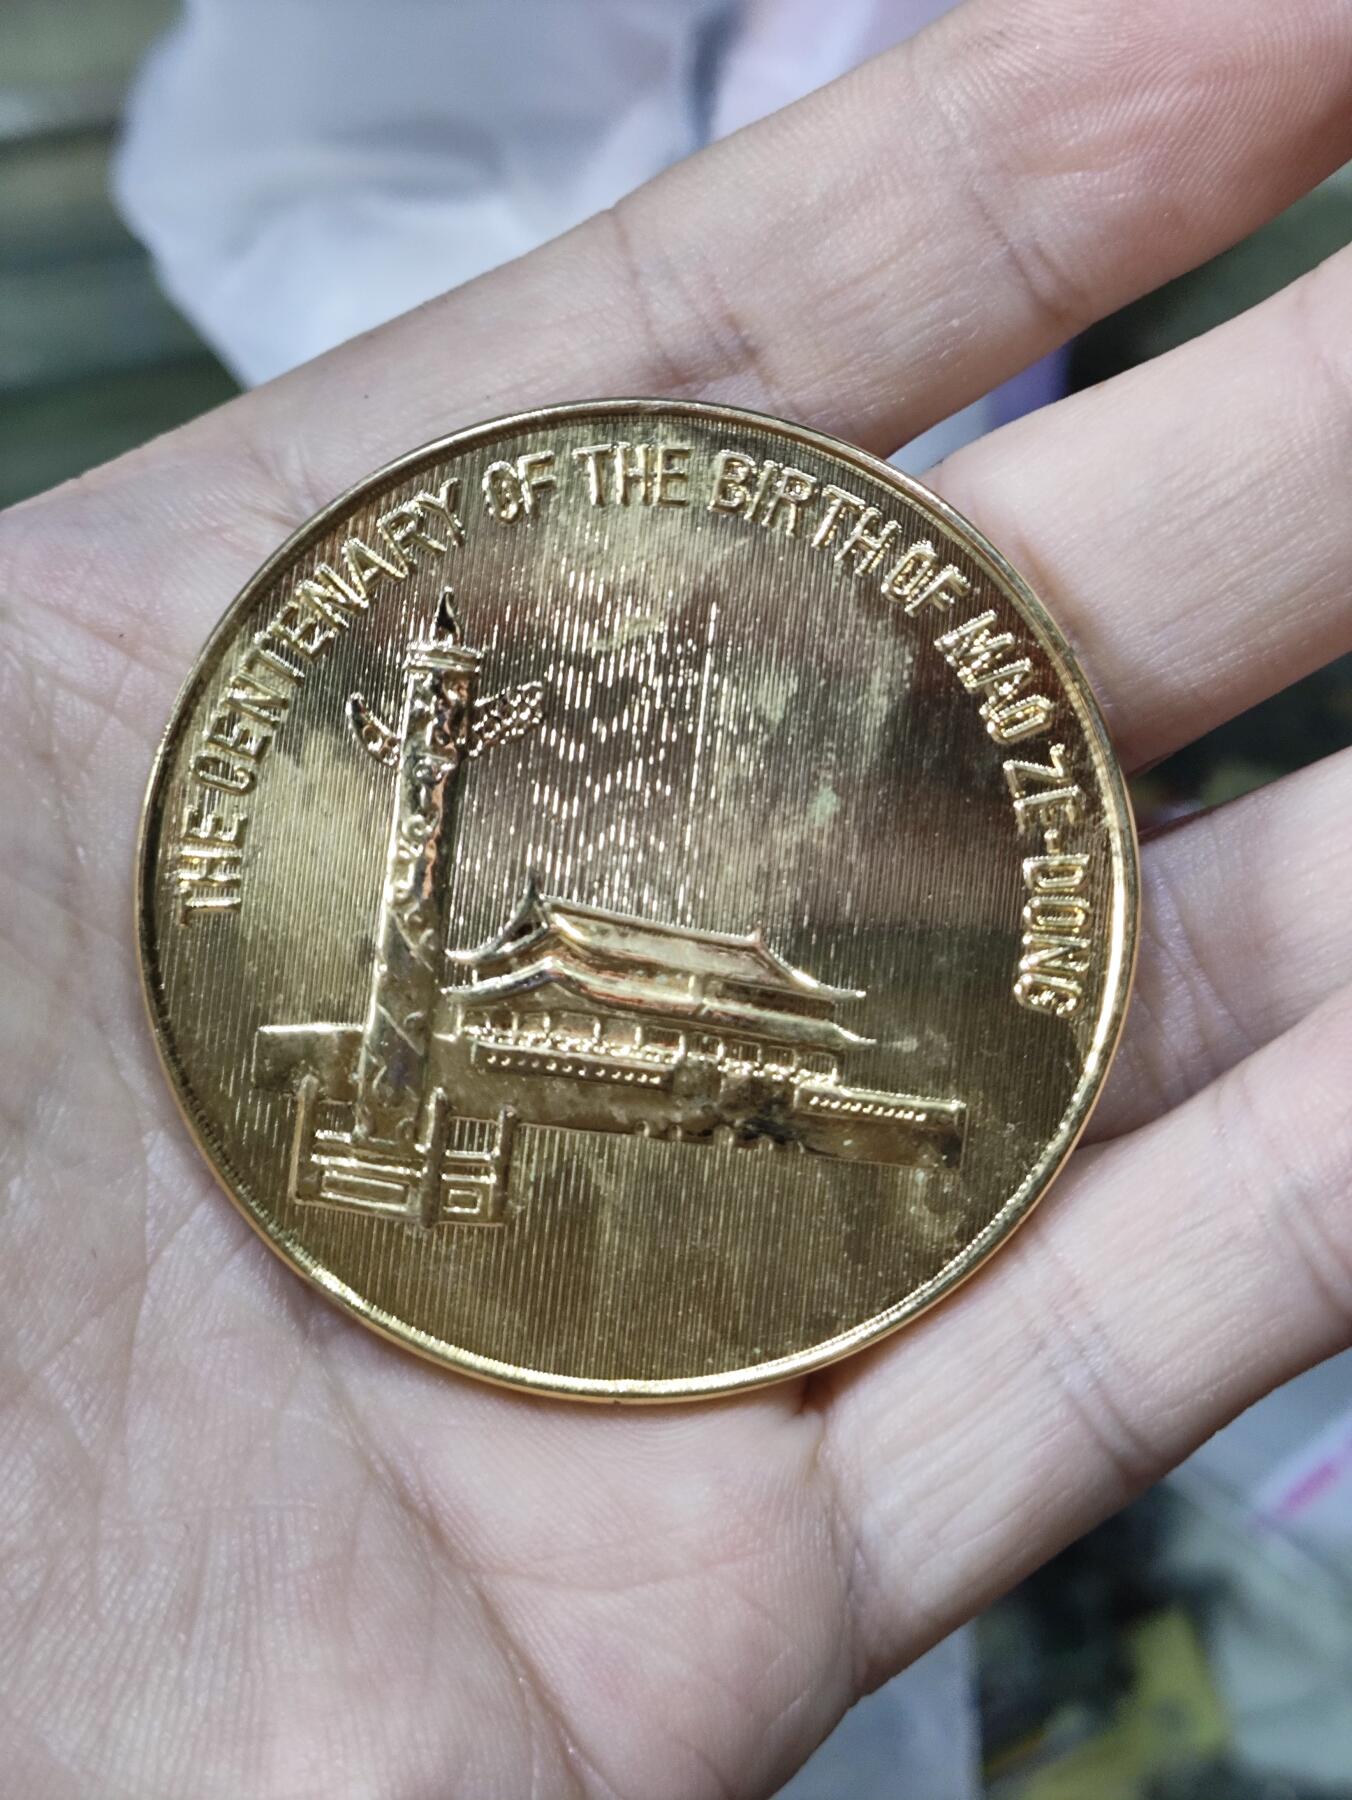 THE CENTENARY OF THE BIRTH OF MAO ZE-DONG